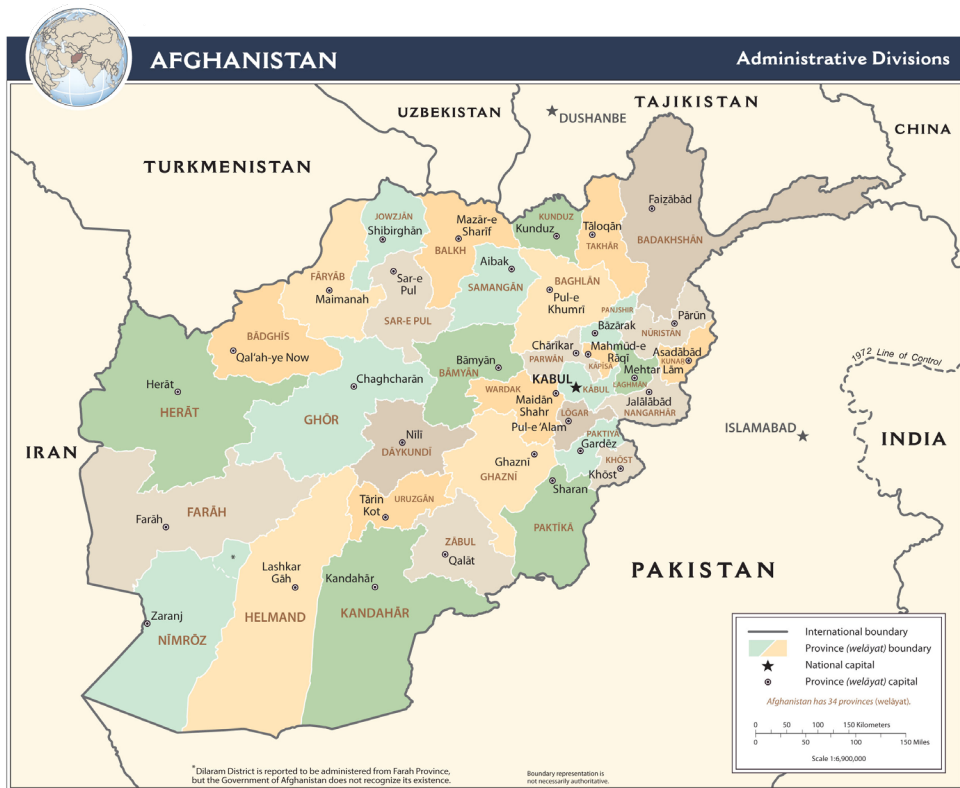 AFGHANISTAN
Administrative Divisions
UZBEKISTAN
DUSHANBE
TAJIKISTAN
CHINA
TURKMENISTAN
Faizābād
JOWZJĀN
Shibirghān
Mazār-e
Sharīf
BALKH
KUNDUZ
Kunduz
Tāloqān
TAKHĀR
BADAKHSHĀN
Aibak
SAMANGĀN
FĀRYĀB
Maimanah
Sar-e
Pul
SAR-E PUL
BAGHLĀN
Pul-e
Khumrī
PANJSHIR
Bāzārak
Pārūn
NŪRISTĀN
BĀDGHĪS
Qal‘ah-ye Now
Chārīkar
PARWĀN
Mahmūd-e
Rāqī
KĀPĪSA
Asadābād
KUNAR
1972 Line of Control
Bāmyān
BĀMYĀN
Mehtar Lām
LAGHMĀN
KABUL
KĀBUL
Herāt
HERĀT
Chaghcharān
GHŌR
WARDAK
Maidān
Shahr
Jalālābād
NANGARHĀR
Pul-e ‘Alam
LŌGAR
ISLAMABAD
INDIA
IRAN
Nīlī
DĀYKUNDĪ
PAKTIYĀ
Gardēz
Ghaznī
GHAZNĪ
KHŌST
Khōst
Sharan
FARĀH
Farāh
Tārin
Kot
URUZGĀN
PAKTĪKĀ
ZĀBUL
Qalāt
*
Lashkar
Gāh
Kandahār
PAKISTAN
Zaranj
NĪMRŌZ
HELMAND
KANDAHĀR
International boundary
Province (welāyat) boundary
National capital
Province (welāyat) capital
Afghanistan has 34 provinces (welāyat).
0 50 100 150 Kilometers
0 50 100 150 Miles
Scale 1:6,900,000
*Dilaram District is reported to be administered from Farah Province,
but the Government of Afghanistan does not recognize its existence.
Boundary representation is
not necessarily authoritative.